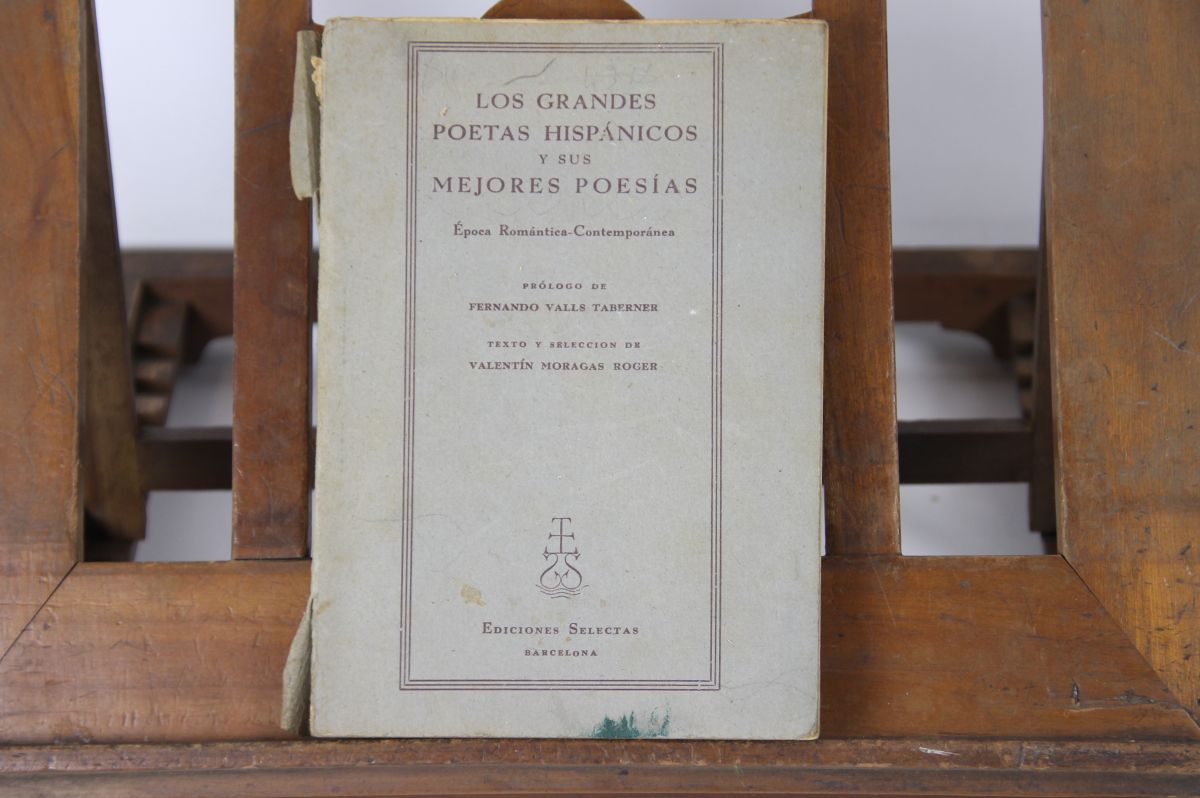 LOS GRANDES
POETAS HISPÁNICOS
Y SUS
MEJORES POESÍAS
Época Romántica-Contemporánea
PRÓLOGO DE
FERNANDO VALLS TABERNER
TEXTO Y SELECCION DE
VALENTÍN MORAGAS ROGER
EDICIONES SELECTAS
BARCELONA